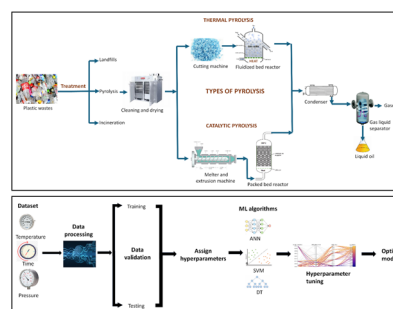 THERMAL PYROLYSIS
Landfills
Cutting machine
Fluidized bed reactor
Treatment
Pyrolysis
TYPES OF PYROLYSIS
Condenser
Gas
Plastic wastes
Cleaning and drying
Gas liquid
separator
Incineration
CATALYTIC PYROLYSIS
Liquid oil
Melter and
extrusion machine
Packed bed reactor
Dataset
Training
ML algorithms
Temperature
Data
processing
ANN
Time
Data
validation
Assign
hyperparameters
SVM
Hyperparameter
tuning
Pressure
Testing
DT